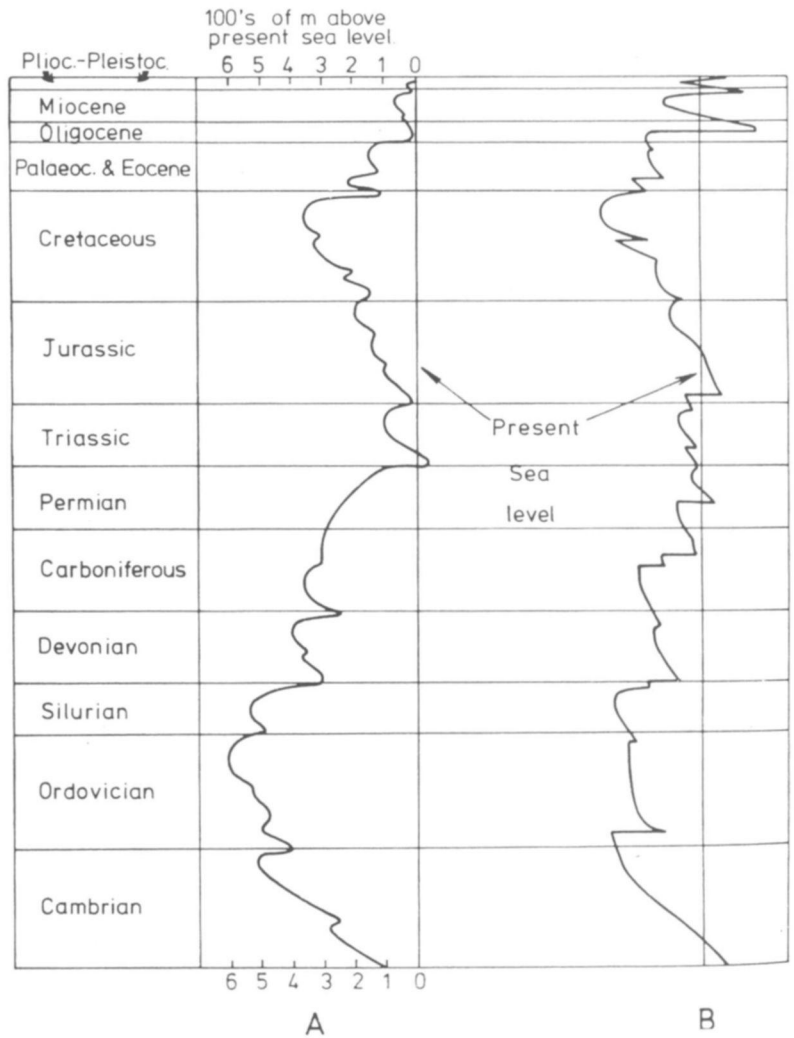 100's of m above
present sea level.
Plioc.-Pleistoc. 6 5 4 3 2 1 0
Miocene
Oligocene
Palaeoc. & Eocene
Cretaceous
Jurassic
Triassic
Present
Sea
level
Permian
Carboniferous
Devonian
Silurian
Ordovician
Cambrian
6 5 4 3 2 1 0
A B